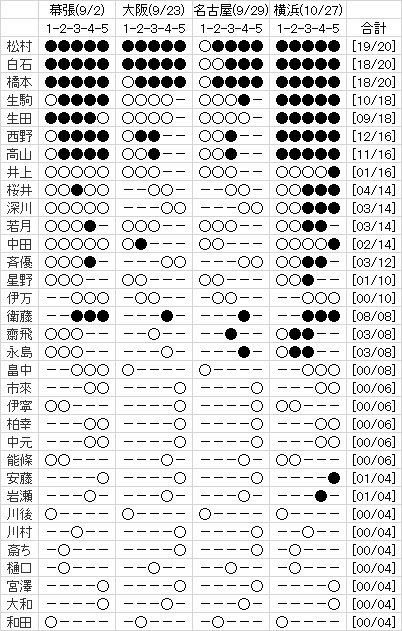 幕張(9/2) 大阪(9/23) 名古屋(9/29) 横浜(10/27)
1-2-3-4-5 1-2-3-4-5 1-2-3-4-5 1-2-3-4-5 合計
松村 ●●●●● ●●●●● ○●●●● ●●●●● [19/20]
白石 ●●●●● ●●●●● ○○●●● ●●●●● [18/20]
橋本 ●●●●● ○●●●● ○●●●● ●●●●● [18/20]
生駒 ○●●●● ○○○○− ○○○●− ●●●●● [10/18]
生田 ●●●●○ ○○○○− ○○○○− ●●●●● [09/18]
西野 ○●●●● ○●●−− ○○●−− ●●●●● [12/16]
高山 ○●●●● ○○●−− ○○●−− ●●●●● [11/16]
井上 ○○○○○ ○○−−− ○○−−− ○○○○● [01/14]
桜井 ○○●○○ −−○○− −−○○− ○○●●● [04/14]
深川 ○○○○○ −−−○○ −−−○○ ○○●●● [03/14]
若月 ○○○●− ○○○−− ○○○−− ○○●●− [03/14]
中田 ○○○○○ ○●−−− ○○−−− ○○○○● [02/14]
斉優 ○○○●− −−−○○ −−−○○ ○○●●− [03/12]
星野 ○○○−− ○○−−− ○○−−− ○○●−− [01/10]
伊万 −−○○○ −○○−− −○○−− −−○○○ [00/10]
衛藤 −−●●● −−−●− −−−●− −−●●● [08/08]
齋飛 ○○○−− −−○−− −−●−− ○●●−− [03/08]
永島 ○○○−− −−−○− −−−●− ○●●−− [03/08]
畠中 −−○○○ ○−−−− ○−−−− −−○○○ [00/08]
市來 −−−○○ −−−−○ −−−−○ −−−○○ [00/06]
伊寧 ○○−−− −−−−○ −−−−○ ○○−−− [00/06]
柏幸 −−−○○ −−−−○ −−−−○ −−−○○ [00/06]
中元 −−−○○ −−−−○ −−−−○ −−−○○ [00/06]
能條 ○○−−− −−−○− −−−○− ○○−−− [00/06]
安藤 −−−−○ −−−−○ −−−−○ −−−−● [01/04]
岩瀬 −−−○− −−−○− −−−○− −−−●− [01/04]
川後 ○−−−− ○−−−− ○−−−− ○−−−− [00/04]
川村 −−○−− −−−−○ −−−−○ −−○−− [00/04]
斎ち −○−−− −−−−○ −−−−○ −○−−− [00/04]
樋口 −○−−− −−○−− −−○−− −○−−− [00/04]
宮澤 −−−−○ −−−−○ −−−−○ −−−−○ [00/04]
大和 −−−−○ −−−○− −−−○− −−−−○ [00/04]
和田 ○−−−− −○−−− −○−−− ○−−−− [00/04]